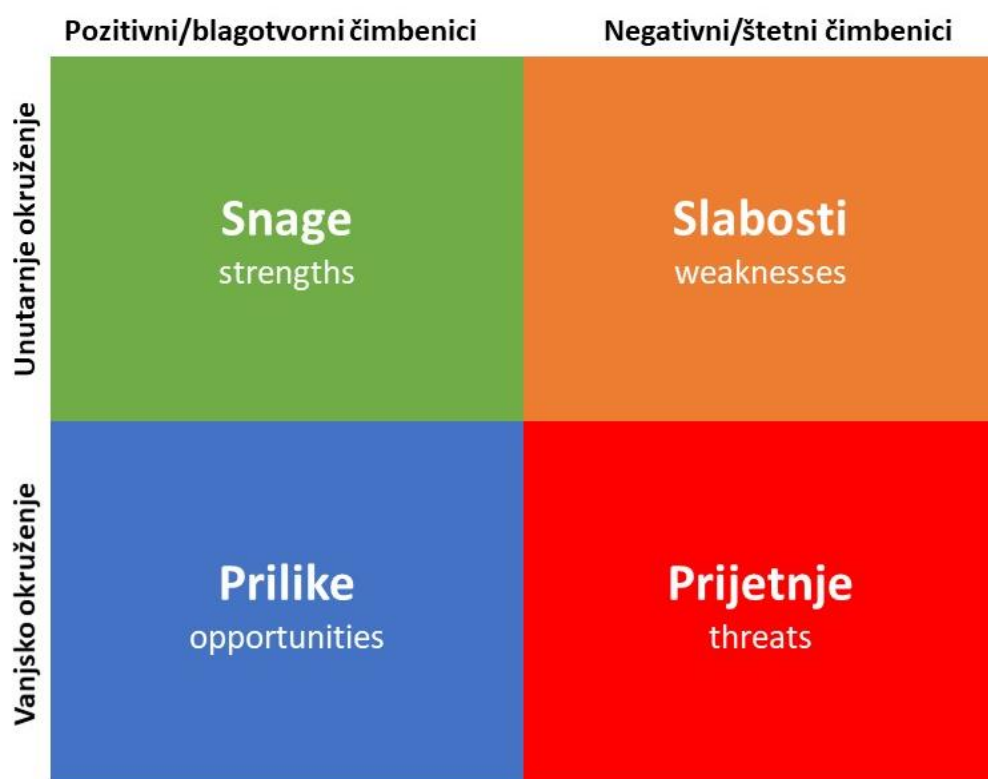 Pozitivni/blagotvorni čimbenici
Negativni/štetni čimbenici
Unutarnje okruženje
Snage
strengths
Slabosti
weaknesses
Vanjsko okruženje
Prilike
opportunities
Prijetnje
threats